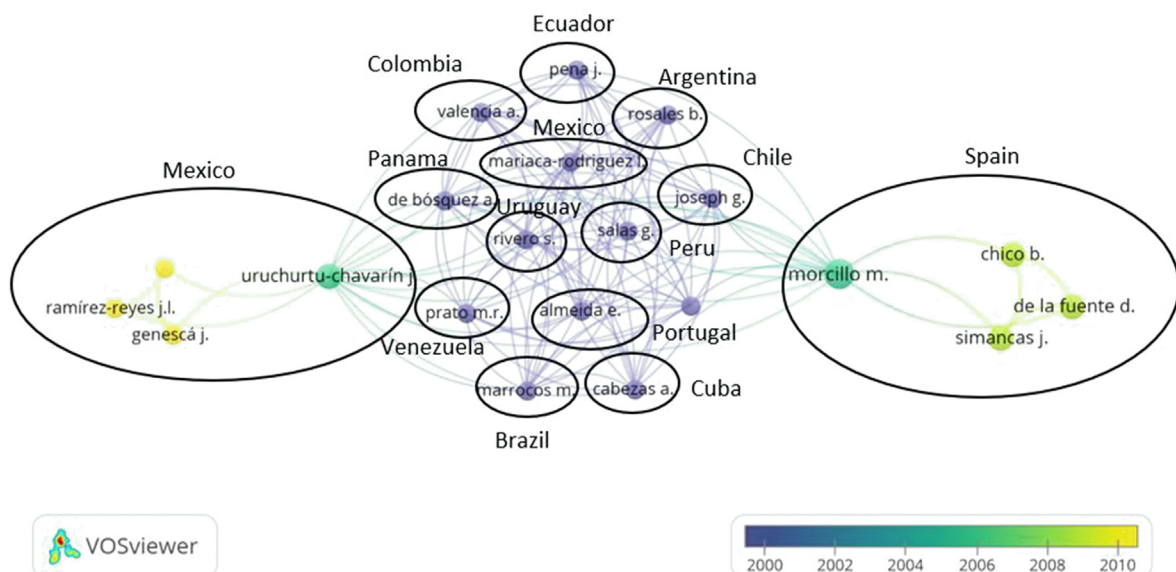 Ecuador
pena j.
Colombia
Argentina
valencia a.
rosales b.
Mexico
mariaca-rodriguez l.
Mexico
Panama
Chile
Spain
de bósquez a.
joseph g.
Uruguay
rivero s.
salas g.
Peru
chico b.
uruchurtu-chavarín j.
morcillo m.
ramírez-reyes j.l.
genescá j.
prato m.r.
almeida e.
de la fuente d.
simancas j.
Venezuela
Portugal
marrocos m.
cabezas a.
Cuba
Brazil
VOSviewer
2000 2002 2004 2006 2008 2010